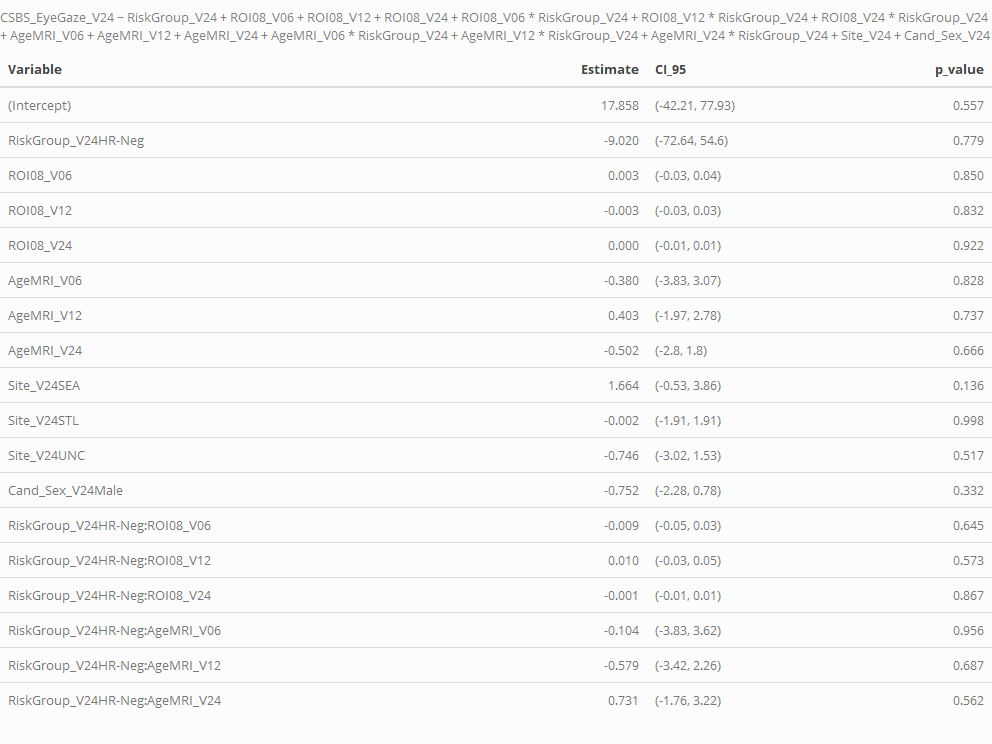 CSBS_EyeGaze_V24 ~ RiskGroup_V24 + ROI08_V06 + ROI08_V12 + ROI08_V24 + ROI08_V06 * RiskGroup_V24 + ROI08_V12 * RiskGroup_V24 + ROI08_V24 * RiskGroup_V24
+ AgeMRI_V06 + AgeMRI_V12 + AgeMRI_V24 + AgeMRI_V06 * RiskGroup_V24 + AgeMRI_V12 * RiskGroup_V24 + AgeMRI_V24 * RiskGroup_V24 + Site_V24 + Cand_Sex_V24
Variable Estimate CI_95 p_value
(Intercept) 17.858 (-42.21, 77.93) 0.557
RiskGroup_V24HR-Neg -9.020 (-72.64, 54.6) 0.779
ROI08_V06 0.003 (-0.03, 0.04) 0.850
ROI08_V12 -0.003 (-0.03, 0.03) 0.832
ROI08_V24 0.000 (-0.01, 0.01) 0.922
AgeMRI_V06 -0.380 (-3.83, 3.07) 0.828
AgeMRI_V12 0.403 (-1.97, 2.78) 0.737
AgeMRI_V24 -0.502 (-2.8, 1.8) 0.666
Site_V24SEA 1.664 (-0.53, 3.86) 0.136
Site_V24STL -0.002 (-1.91, 1.91) 0.998
Site_V24UNC -0.746 (-3.02, 1.53) 0.517
Cand_Sex_V24Male -0.752 (-2.28, 0.78) 0.332
RiskGroup_V24HR-Neg:ROI08_V06 -0.009 (-0.05, 0.03) 0.645
RiskGroup_V24HR-Neg:ROI08_V12 0.010 (-0.03, 0.05) 0.573
RiskGroup_V24HR-Neg:ROI08_V24 -0.001 (-0.01, 0.01) 0.867
RiskGroup_V24HR-Neg:AgeMRI_V06 -0.104 (-3.83, 3.62) 0.956
RiskGroup_V24HR-Neg:AgeMRI_V12 -0.579 (-3.42, 2.26) 0.687
RiskGroup_V24HR-Neg:AgeMRI_V24 0.731 (-1.76, 3.22) 0.562